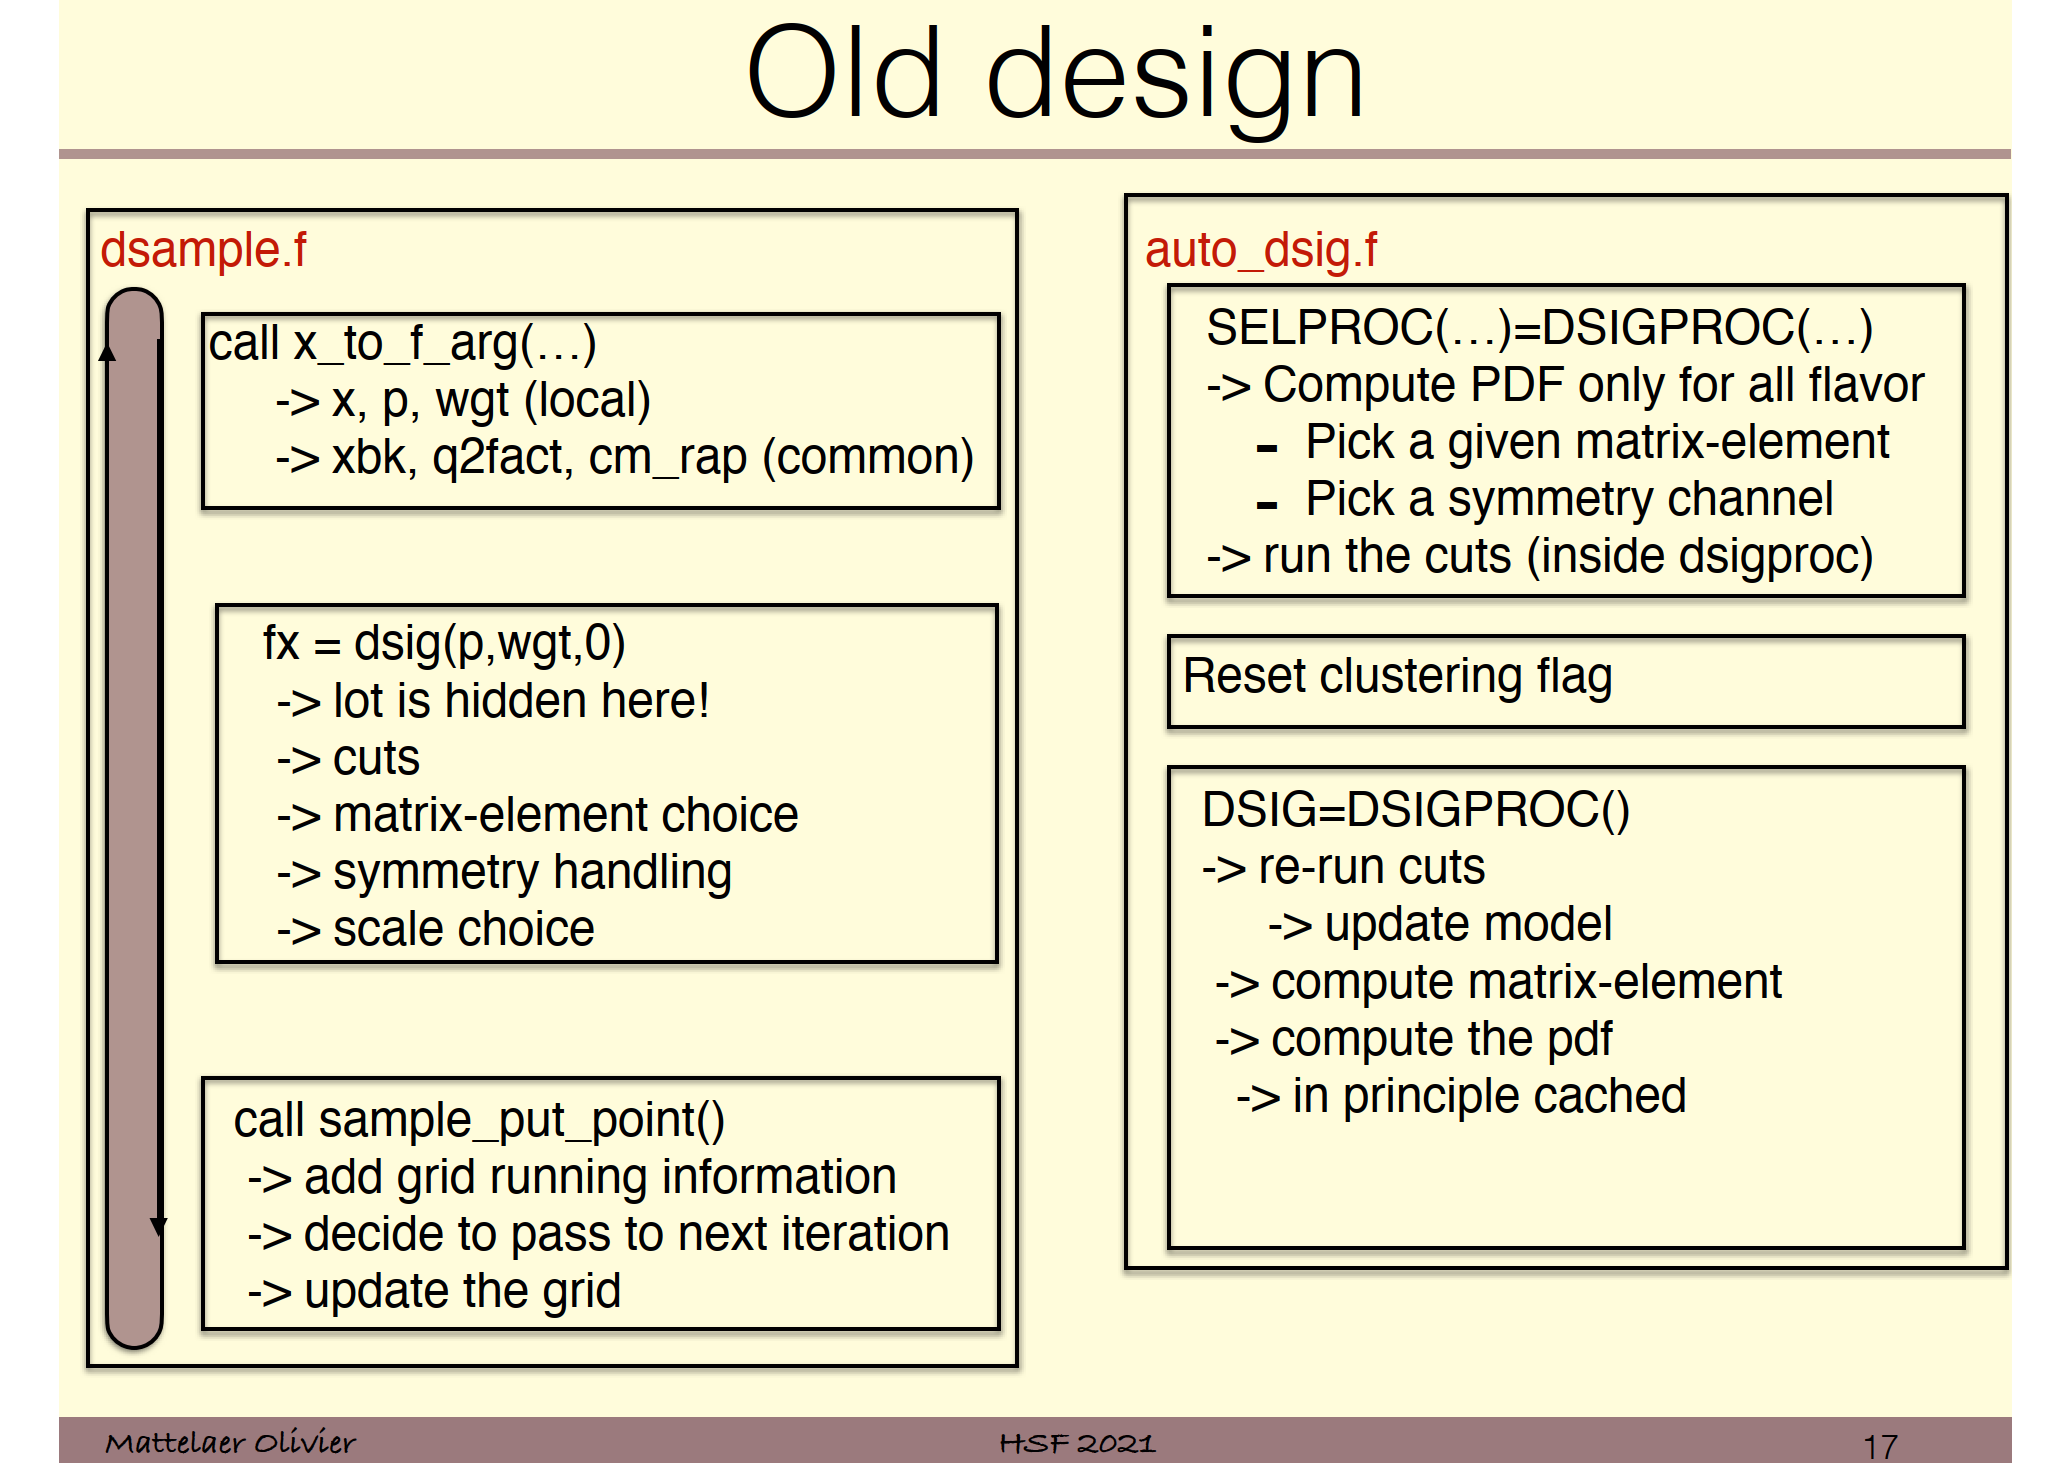 Old design
dsample.f
call x_to_f_arg(…)
-> x, p, wgt (local)
-> xbk, q2fact, cm_rap (common)
fx = dsig(p,wgt,0)
-> lot is hidden here!
-> cuts
-> matrix-element choice
-> symmetry handling
-> scale choice
call sample_put_point()
-> add grid running information
-> decide to pass to next iteration
-> update the grid
auto_dsig.f
SELPROC(…)=DSIGPROC(…)
-> Compute PDF only for all flavor
- Pick a given matrix-element
- Pick a symmetry channel
-> run the cuts (inside dsigproc)
Reset clustering flag
DSIG=DSIGPROC()
-> re-run cuts
-> update model
-> compute matrix-element
-> compute the pdf
-> in principle cached
Mattelaer Olivier
HSF 2021
17